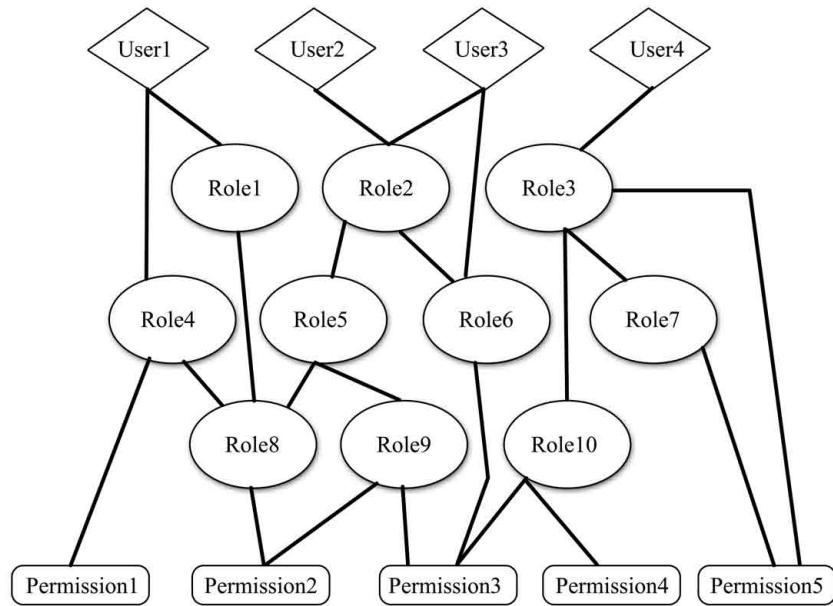 User1
User2
User3
User4
Role1
Role2
Role3
Role4
Role5
Role6
Role7
Role8
Role9
Role10
Permission1
Permission2
Permission3
Permission4
Permission5